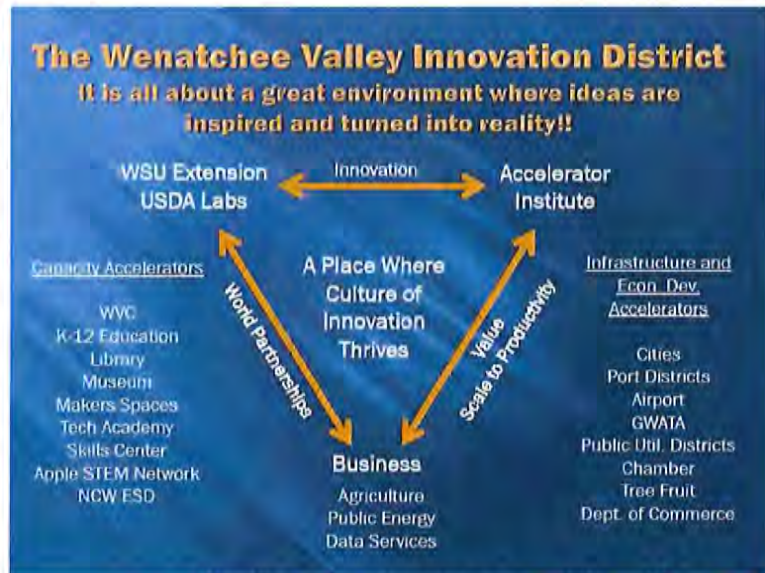 The Wenatchee Valley Innovation District
It is all about a great environment where ideas are
inspired and turned into reality!!
WSU Extension
USDA Labs
Innovation
Accelerator
Institute
Capacity Accelerators
WVC
K-12 Education
Library
Museum
Makers Spaces
Tech Academy
Skills Center
Apple STEM Network
NCW ESD
World Partnerships
A Place Where
Culture of
Innovation
Thrives
Value
Scale to Productivity
Infrastructure and
Econ. Dev.
Accelerators
Cities
Port Districts
Airport
GWATA
Public Util. Districts
Chamber
Tree Fruit
Dept. of Commerce
Business
Agriculture
Public Energy
Data Services